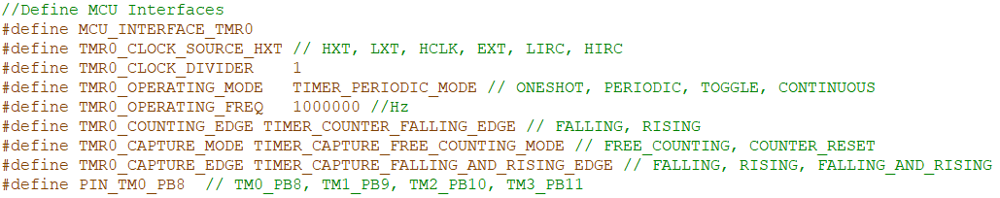 //Define MCU Interfaces
#define MCU_INTERFACE_TMR0
#define TMR0_CLOCK_SOURCE_HXT // HXT, LXT, HCLK, EXT, LIRC, HIRC
#define TMR0_CLOCK_DIVIDER    1
#define TMR0_OPERATING_MODE   TIMER_PERIODIC_MODE // ONESHOT, PERIODIC, TOGGLE, CONTINUOUS
#define TMR0_OPERATING_FREQ   1000000 //Hz
#define TMR0_COUNTING_EDGE TIMER_COUNTER_FALLING_EDGE // FALLING, RISING
#define TMR0_CAPTURE_MODE TIMER_CAPTURE_FREE_COUNTING_MODE // FREE_COUNTING, COUNTER_RESET
#define TMR0_CAPTURE_EDGE TIMER_CAPTURE_FALLING_AND_RISING_EDGE // FALLING, RISING, FALLING_AND_RISING
#define PIN_TM0_PB8  // TM0_PB8, TM1_PB9, TM2_PB10, TM3_PB11